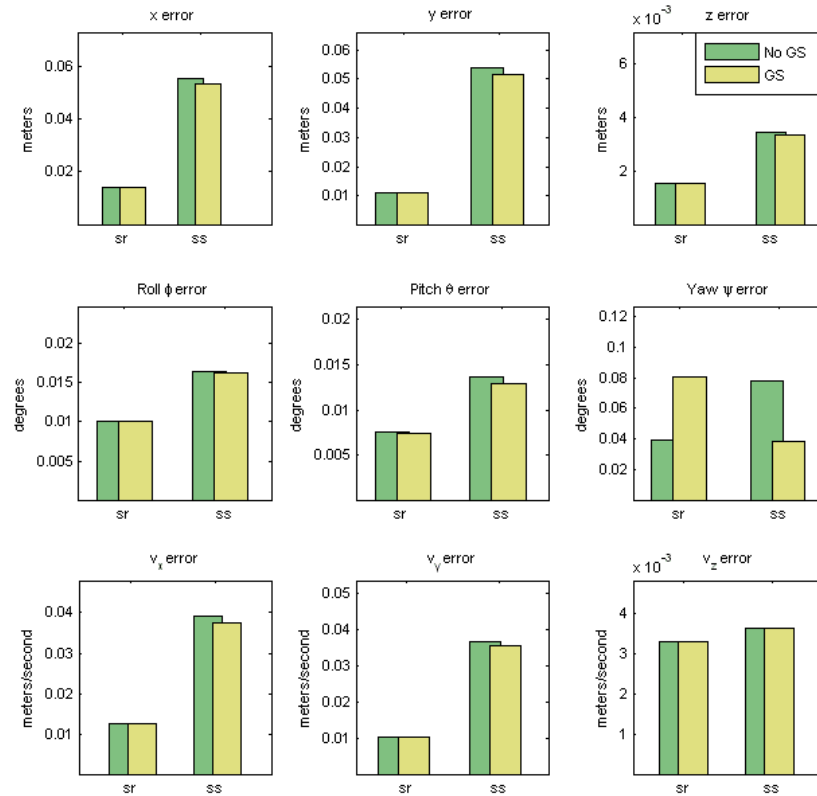 x error
y error
z error
x 10⁻³
No GS
GS
meters
0.06
0.04
0.02
sr ss
meters
0.06
0.05
0.04
0.03
0.02
0.01
sr ss
meters
6
4
2
sr ss
Roll ϕ error
Pitch θ error
Yaw ψ error
degrees
0.02
0.015
0.01
0.005
sr ss
0.02
0.015
0.01
0.005
sr ss
degrees
0.12
0.1
0.08
0.06
0.04
0.02
sr ss
v_x error
v_y error
v_z error
x 10⁻³
meters/second
0.04
0.03
0.02
0.01
sr ss
meters/second
0.05
0.04
0.03
0.02
0.01
sr ss
meters/second
4
3
2
1
sr ss